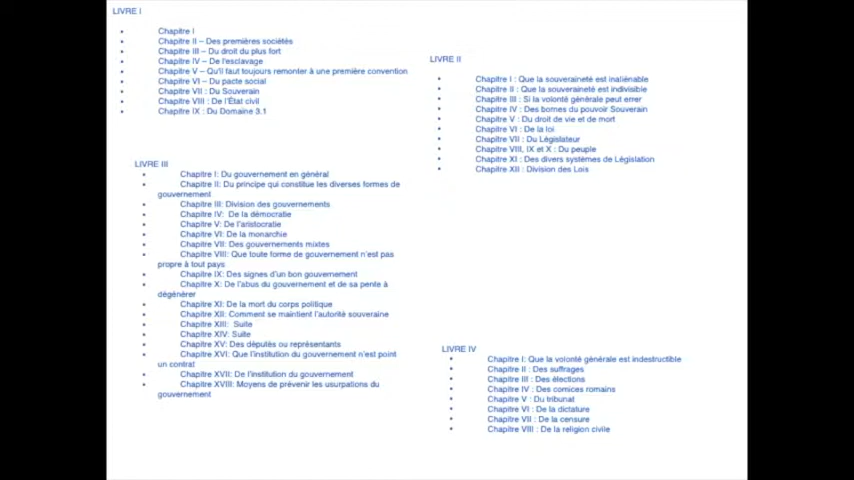 LIVRE I
• Chapitre I
• Chapitre II – Des premières sociétés
• Chapitre III – Du droit du plus fort
• Chapitre IV – De l'esclavage
• Chapitre V – Qu'il faut toujours remonter à une première convention
• Chapitre VI – Du pacte social
• Chapitre VII : Du Souverain
• Chapitre VIII : De l'État civil
• Chapitre IX : Du Domaine 3.1
LIVRE II
• Chapitre I : Que la souveraineté est inaliénable
• Chapitre II : Que la souveraineté est indivisible
• Chapitre III : Si la volonté générale peut errer
• Chapitre IV : Des bornes du pouvoir Souverain
• Chapitre V : Du droit de vie et de mort
• Chapitre VI : De la loi
• Chapitre VII : Du Législateur
• Chapitre VIII, IX et X : Du peuple
• Chapitre XI : Des divers systèmes de Législation
• Chapitre XII : Division des Lois
LIVRE III
• Chapitre I: Du gouvernement en général
• Chapitre II: Du principe qui constitue les diverses formes de
gouvernement
• Chapitre III: Division des gouvernements
• Chapitre IV: De la démocratie
• Chapitre V: De l'aristocratie
• Chapitre VI: De la monarchie
• Chapitre VII: Des gouvernements mixtes
• Chapitre VIII: Que toute forme de gouvernement n'est pas
propre à tout pays
• Chapitre IX: Des signes d'un bon gouvernement
• Chapitre X: De l'abus du gouvernement et de sa pente à
dégénérer
• Chapitre XI: De la mort du corps politique
• Chapitre XII: Comment se maintient l'autorité souveraine
• Chapitre XIII: Suite
• Chapitre XIV: Suite
• Chapitre XV: Des députés ou représentants
• Chapitre XVI: Que l'institution du gouvernement n'est point
un contrat
• Chapitre XVII: De l'institution du gouvernement
• Chapitre XVIII: Moyens de prévenir les usurpations du
gouvernement
LIVRE IV
• Chapitre I: Que la volonté générale est indestructible
• Chapitre II : Des suffrages
• Chapitre III : Des élections
• Chapitre IV : Des comices romains
• Chapitre V : Du tribunat
• Chapitre VI : De la dictature
• Chapitre VII : De la censure
• Chapitre VIII : De la religion civile